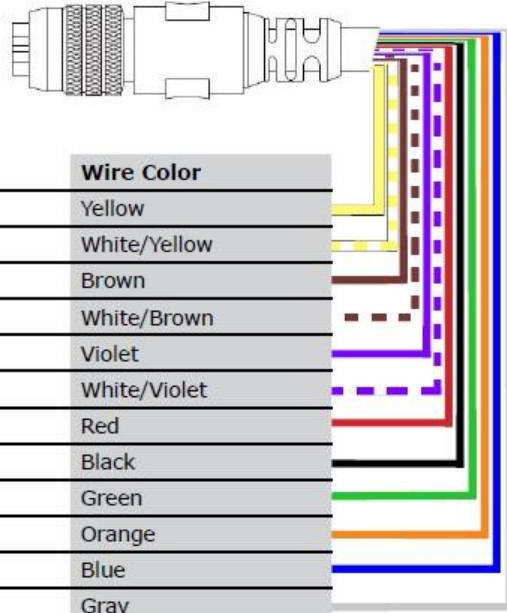 Wire Color
Yellow
White/Yellow
Brown
White/Brown
Violet
White/Violet
Red
Black
Green
Orange
Blue
Gray